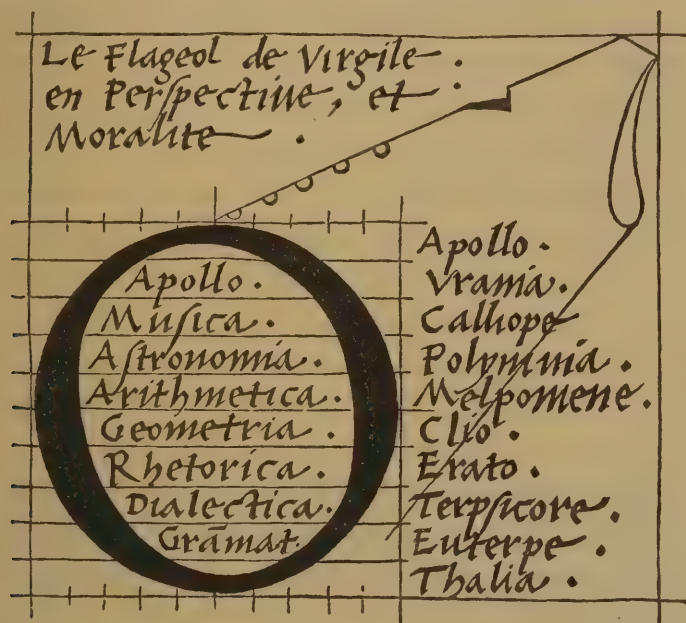 Le Flageol de Virgile .
en Perſpectiue, et :
Moralite .
Apollo .
Muſica .
Aſtronomia .
Arithmetica .
Geometria .
Rhetorica .
Dialectica .
Grāmat.
Apollo .
Vrania .
Calliope
Polymnia .
Melpomene .
Clio .
Erato .
Terpſicore .
Euterpe .
Thalia .